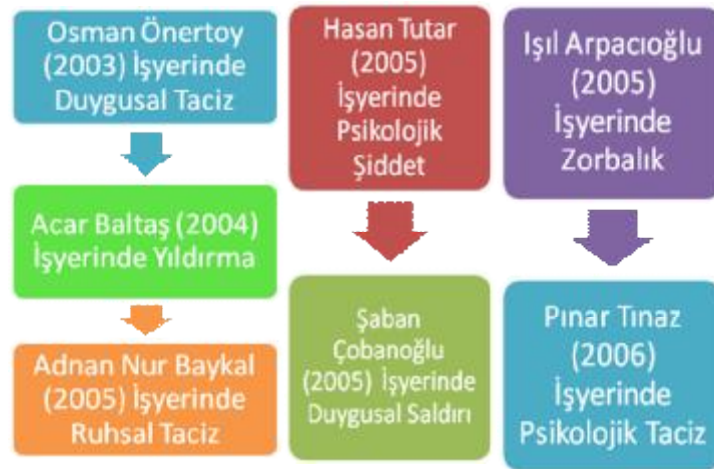 Osman Önertoy
(2003) İşyerinde
Duygusal Taciz
Acar Baltaş (2004)
İşyerinde Yıldırma
Adnan Nur Baykal
(2005) İşyerinde
Ruhsal Taciz
Hasan Tutar
(2005)
İşyerinde
Psikolojik
Şiddet
Şaban
Çobanoğlu
(2005) İşyerinde
Duygusal Saldırı
Işıl Arpacıoğlu
(2005)
İşyerinde
Zorbalık
Pınar Tınaz
(2006)
İşyerinde
Psikolojik Taciz